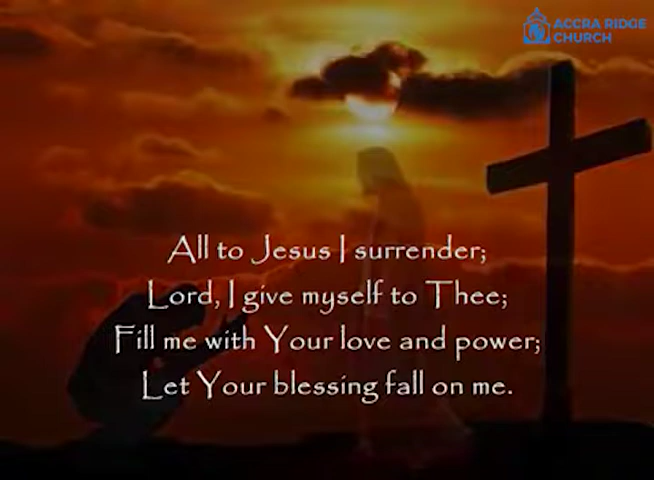 ACCRA RIDGE
CHURCH
All to Jesus I surrender;
Lord, I give myself to Thee;
Fill me with Your love and power;
Let Your blessing fall on me.